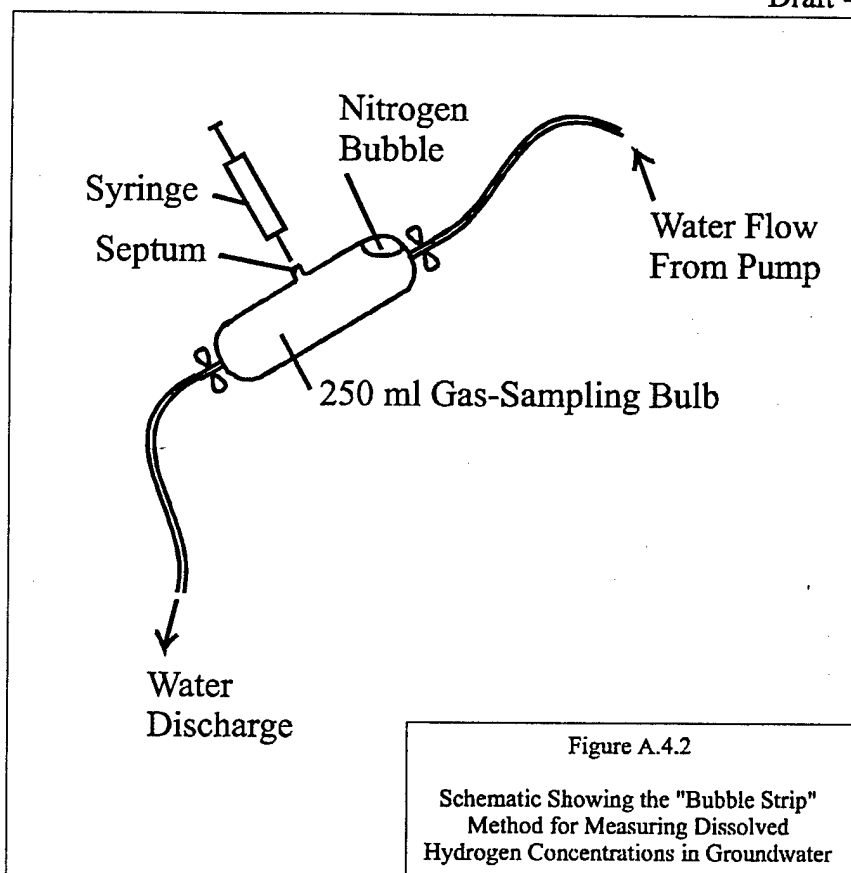 Draft -
Nitrogen
Bubble
Syringe
Septum
Water Flow
From Pump
250 ml Gas-Sampling Bulb
Water
Discharge
Figure A.4.2
Schematic Showing the "Bubble Strip"
Method for Measuring Dissolved
Hydrogen Concentrations in Groundwater